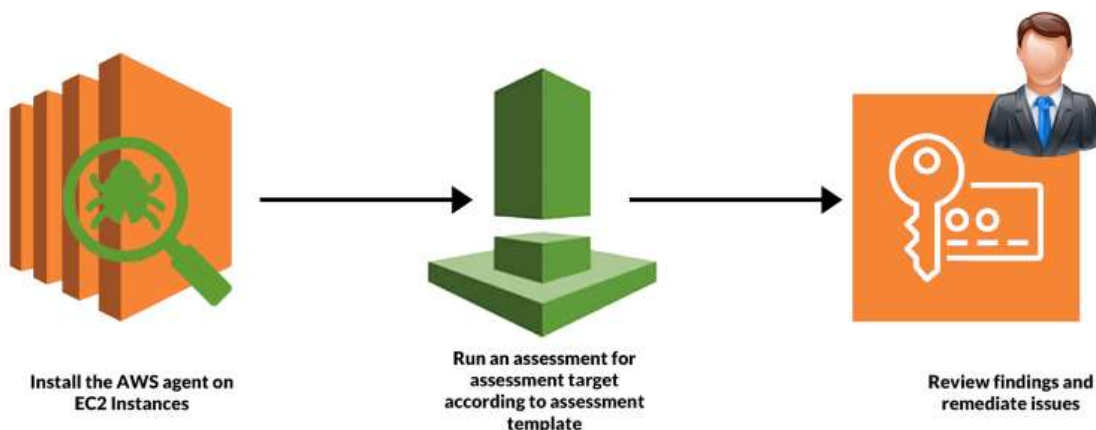 Install the AWS agent on
EC2 Instances
Run an assessment for
assessment target
according to assessment
template
Review findings and
remediate issues